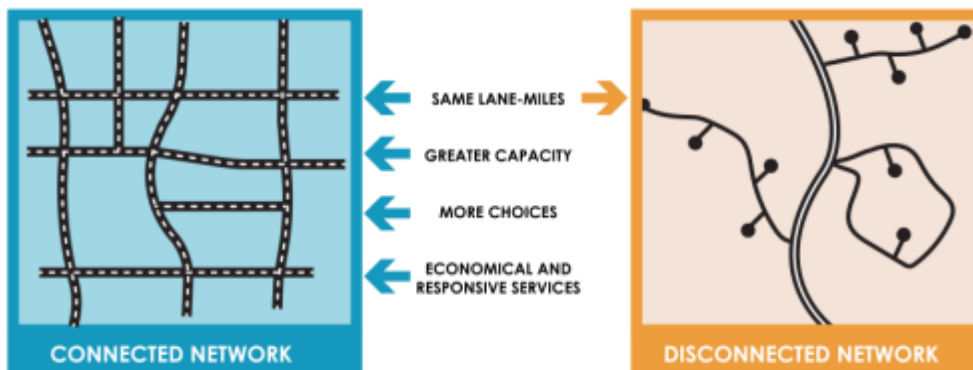 SAME LANE-MILES
GREATER CAPACITY
MORE CHOICES
ECONOMICAL AND
RESPONSIVE SERVICES
CONNECTED NETWORK
DISCONNECTED NETWORK